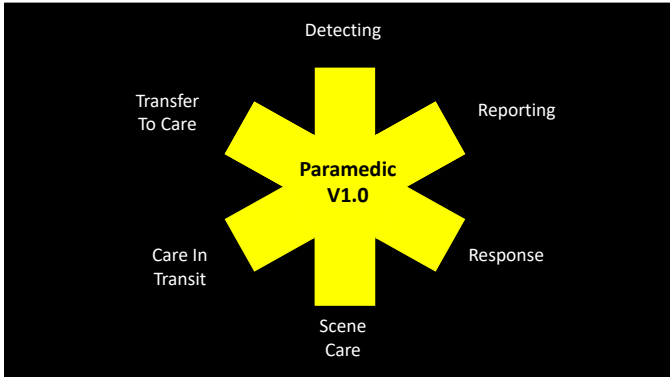 Detecting
Reporting
Response
Scene
Care
Care In
Transit
Transfer
To Care
Paramedic
V1.0